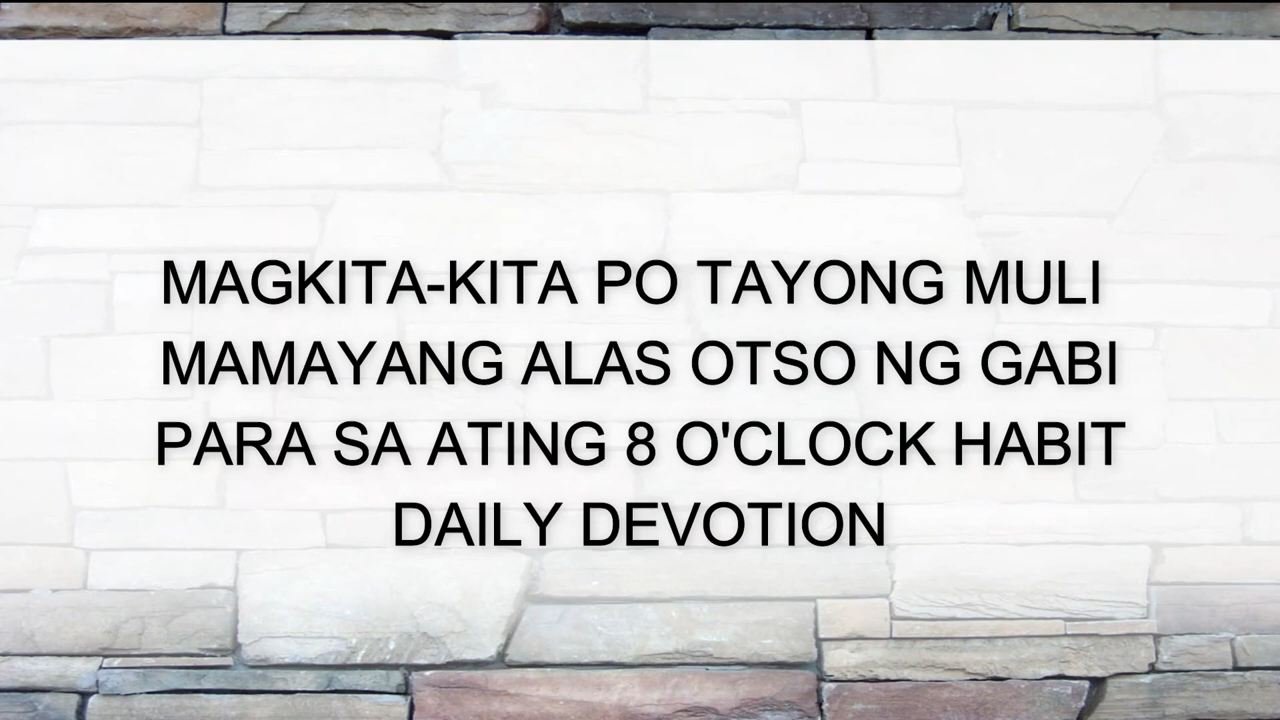 MAGKITA-KITA PO TAYONG MULI
MAMAYANG ALAS OTSO NG GABI
PARA SA ATING 8 O'CLOCK HABIT
DAILY DEVOTION